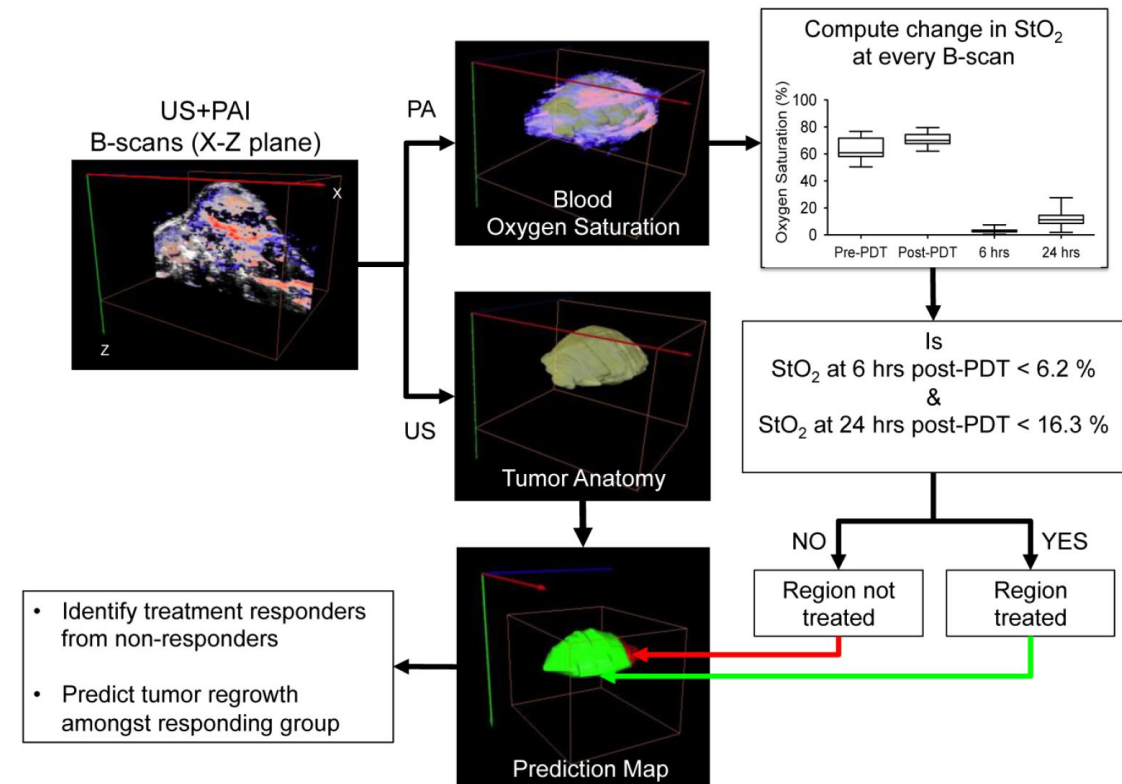 US+PAI
B-scans (X-Z plane)
X
Z
PA
US
Blood
Oxygen Saturation
Tumor Anatomy
Compute change in StO₂
at every B-scan
Oxygen Saturation (%)
100
80
60
40
20
0
Pre-PDT Post-PDT 6 hrs 24 hrs
Is
StO₂ at 6 hrs post-PDT < 6.2 %
&
StO₂ at 24 hrs post-PDT < 16.3 %
NO
YES
Region not
treated
Region
treated
Prediction Map
• Identify treatment responders
from non-responders
• Predict tumor regrowth
amongst responding group